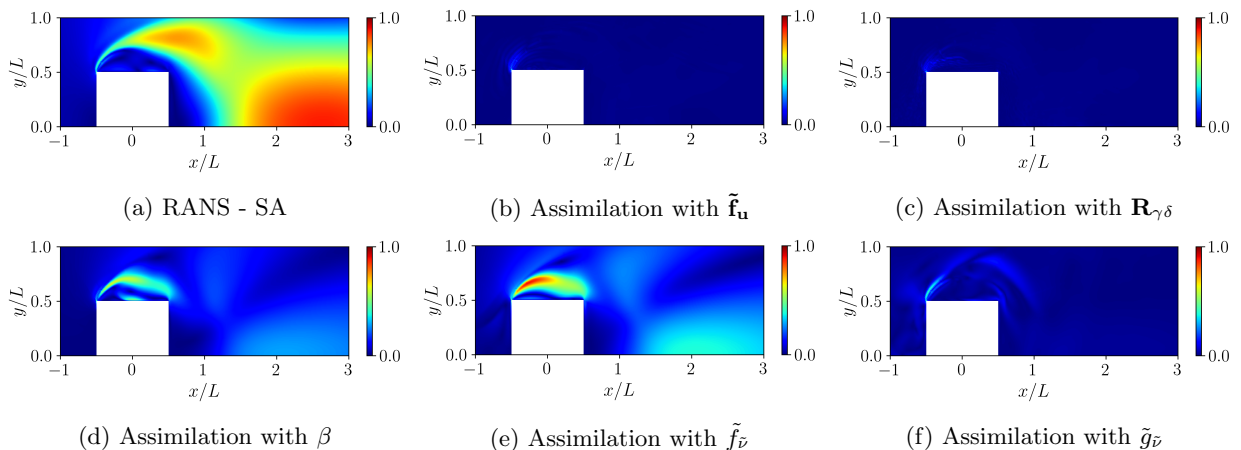 1.0 1.0 1.0 1.0 1.0 1.0
y/L 0.5 y/L 0.5 y/L 0.5
0.0 0.0 0.0 0.0 0.0 0.0
−1 0 1 2 3 −1 0 1 2 3 −1 0 1 2 3
x/L x/L x/L
(a) RANS - SA (b) Assimilation with f̃ᵤ (c) Assimilation with R_γδ
1.0 1.0 1.0 1.0 1.0 1.0
y/L 0.5 y/L 0.5 y/L 0.5
0.0 0.0 0.0 0.0 0.0 0.0
−1 0 1 2 3 −1 0 1 2 3 −1 0 1 2 3
x/L x/L x/L
(d) Assimilation with β (e) Assimilation with f̃_ν̃ (f) Assimilation with g̃_ν̃